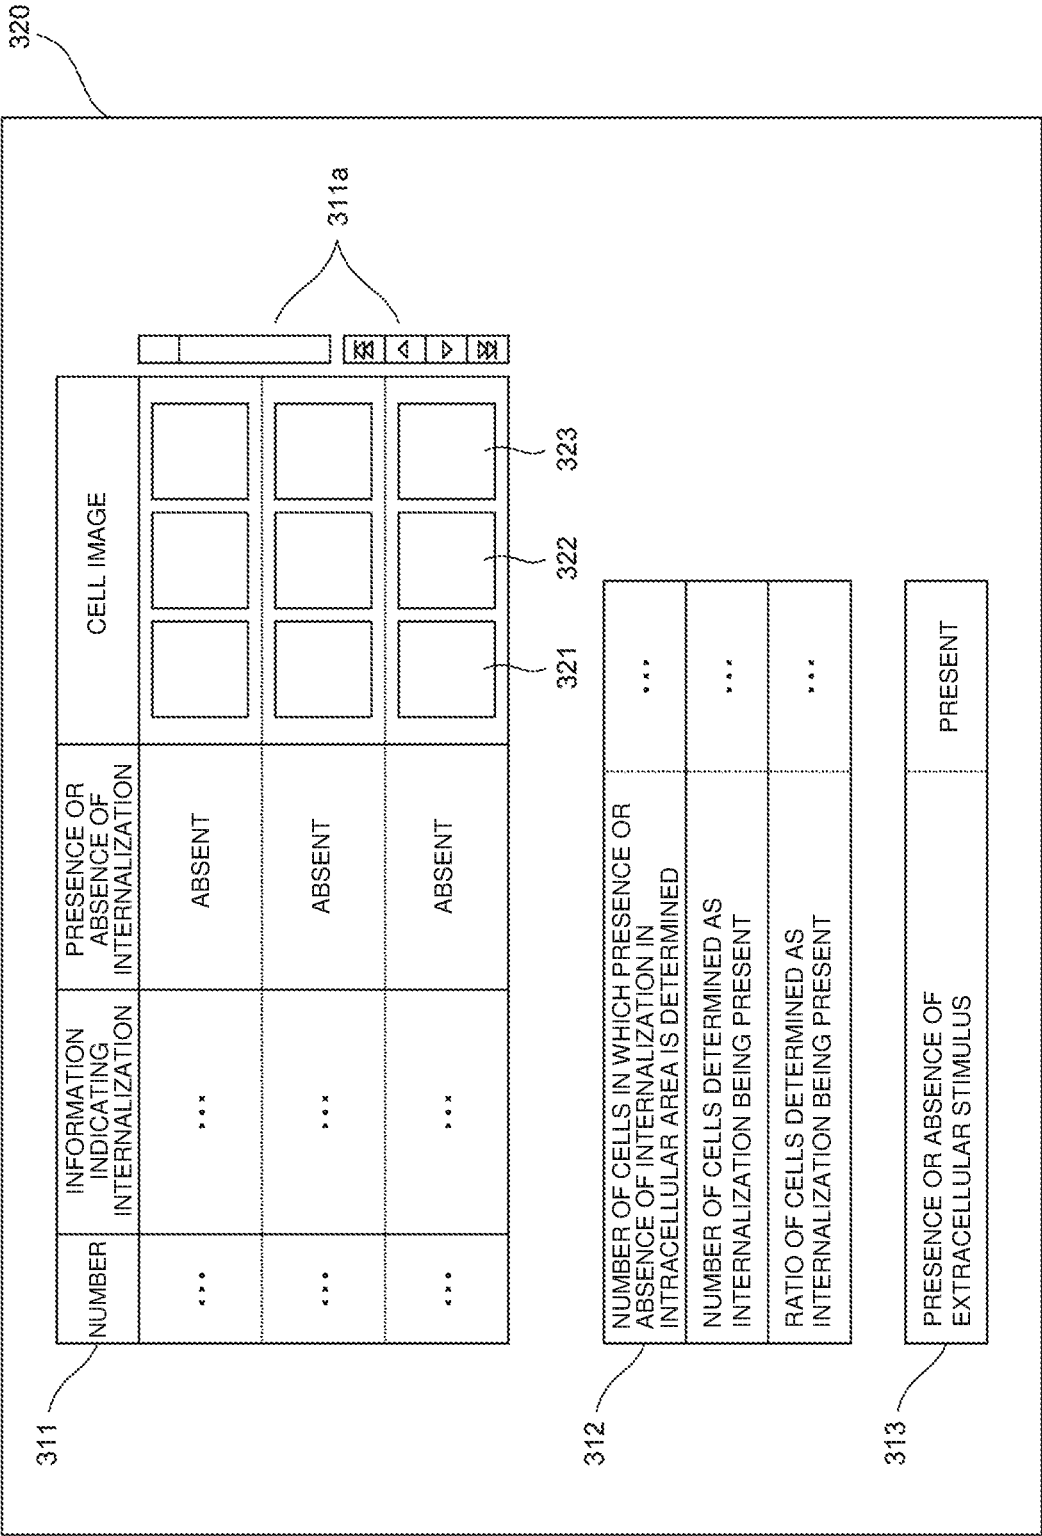 320
311
NUMBER
INFORMATION
INDICATING
INTERNALIZATION
PRESENCE OR
ABSENCE OF
INTERNALIZATION
CELL IMAGE
...
...
ABSENT
...
...
ABSENT
...
...
ABSENT
311a
321
322
323
312
NUMBER OF CELLS IN WHICH PRESENCE OR
ABSENCE OF INTERNALIZATION IN
INTRACELLULAR AREA IS DETERMINED
...
NUMBER OF CELLS DETERMINED AS
INTERNALIZATION BEING PRESENT
...
RATIO OF CELLS DETERMINED AS
INTERNALIZATION BEING PRESENT
...
313
PRESENCE OR ABSENCE OF
EXTRACELLULAR STIMULUS
PRESENT